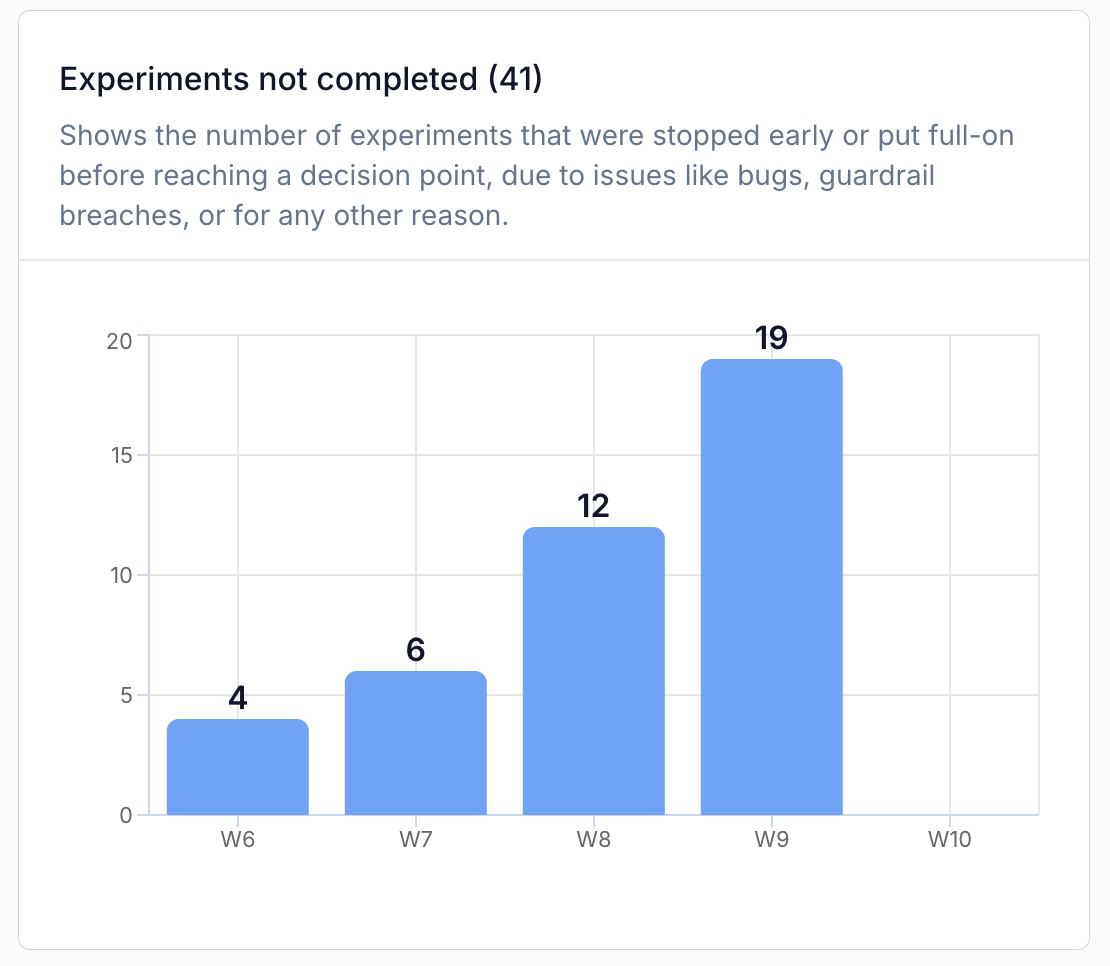 Experiments not completed (41)
Shows the number of experiments that were stopped early or put full-on
before reaching a decision point, due to issues like bugs, guardrail
breaches, or for any other reason.
20
15
10
5
0
4
6
12
19
W6
W7
W8
W9
W10